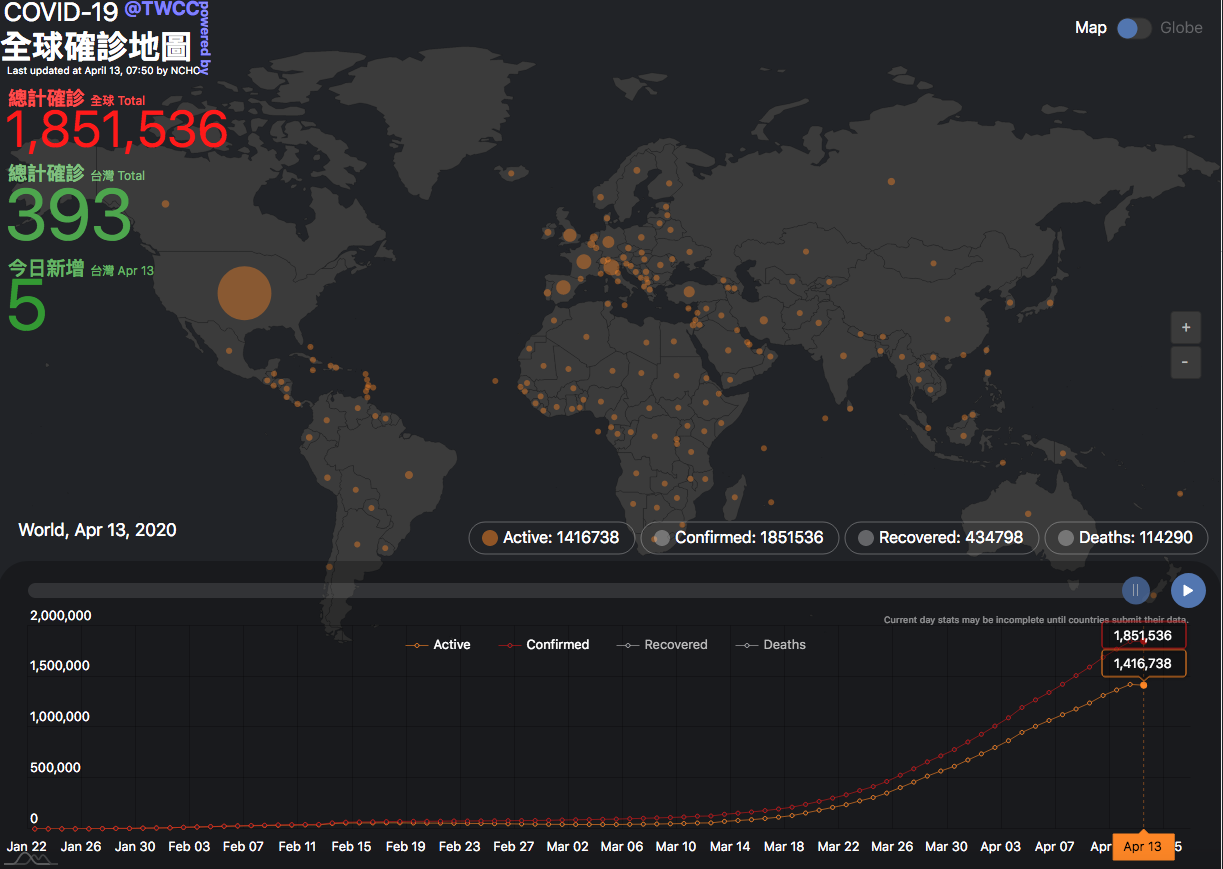 COVID-19 @TWCC
powered by
全球確診地圖
Last updated at April 13, 07:50 by NCHC
Map Globe
總計確診 全球 Total
1,851,536
總計確診 台灣 Total
393
今日新增 台灣 Apr 13
5
+
-
World, Apr 13, 2020
Active: 1416738
Confirmed: 1851536
Recovered: 434798
Deaths: 114290
Current day stats may be incomplete until countries submit their data.
2,000,000
1,500,000
1,000,000
500,000
0
Active Confirmed Recovered Deaths
1,851,536
1,416,738
Jan 22 Jan 26 Jan 30 Feb 03 Feb 07 Feb 11 Feb 15 Feb 19 Feb 23 Feb 27 Mar 02 Mar 06 Mar 10 Mar 14 Mar 18 Mar 22 Mar 26 Mar 30 Apr 03 Apr 07 Apr Apr 13 5